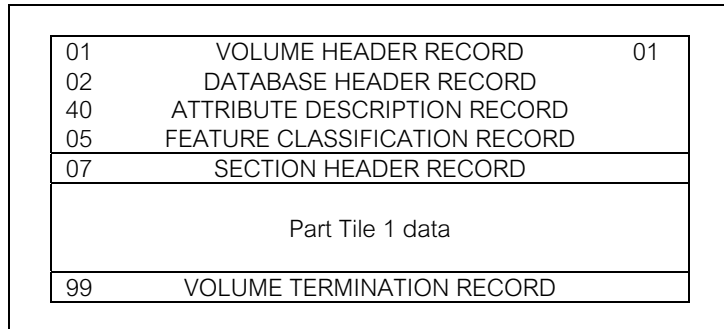 01 VOLUME HEADER RECORD 01
02 DATABASE HEADER RECORD
40 ATTRIBUTE DESCRIPTION RECORD
05 FEATURE CLASSIFICATION RECORD
07 SECTION HEADER RECORD
Part Tile 1 data
99 VOLUME TERMINATION RECORD